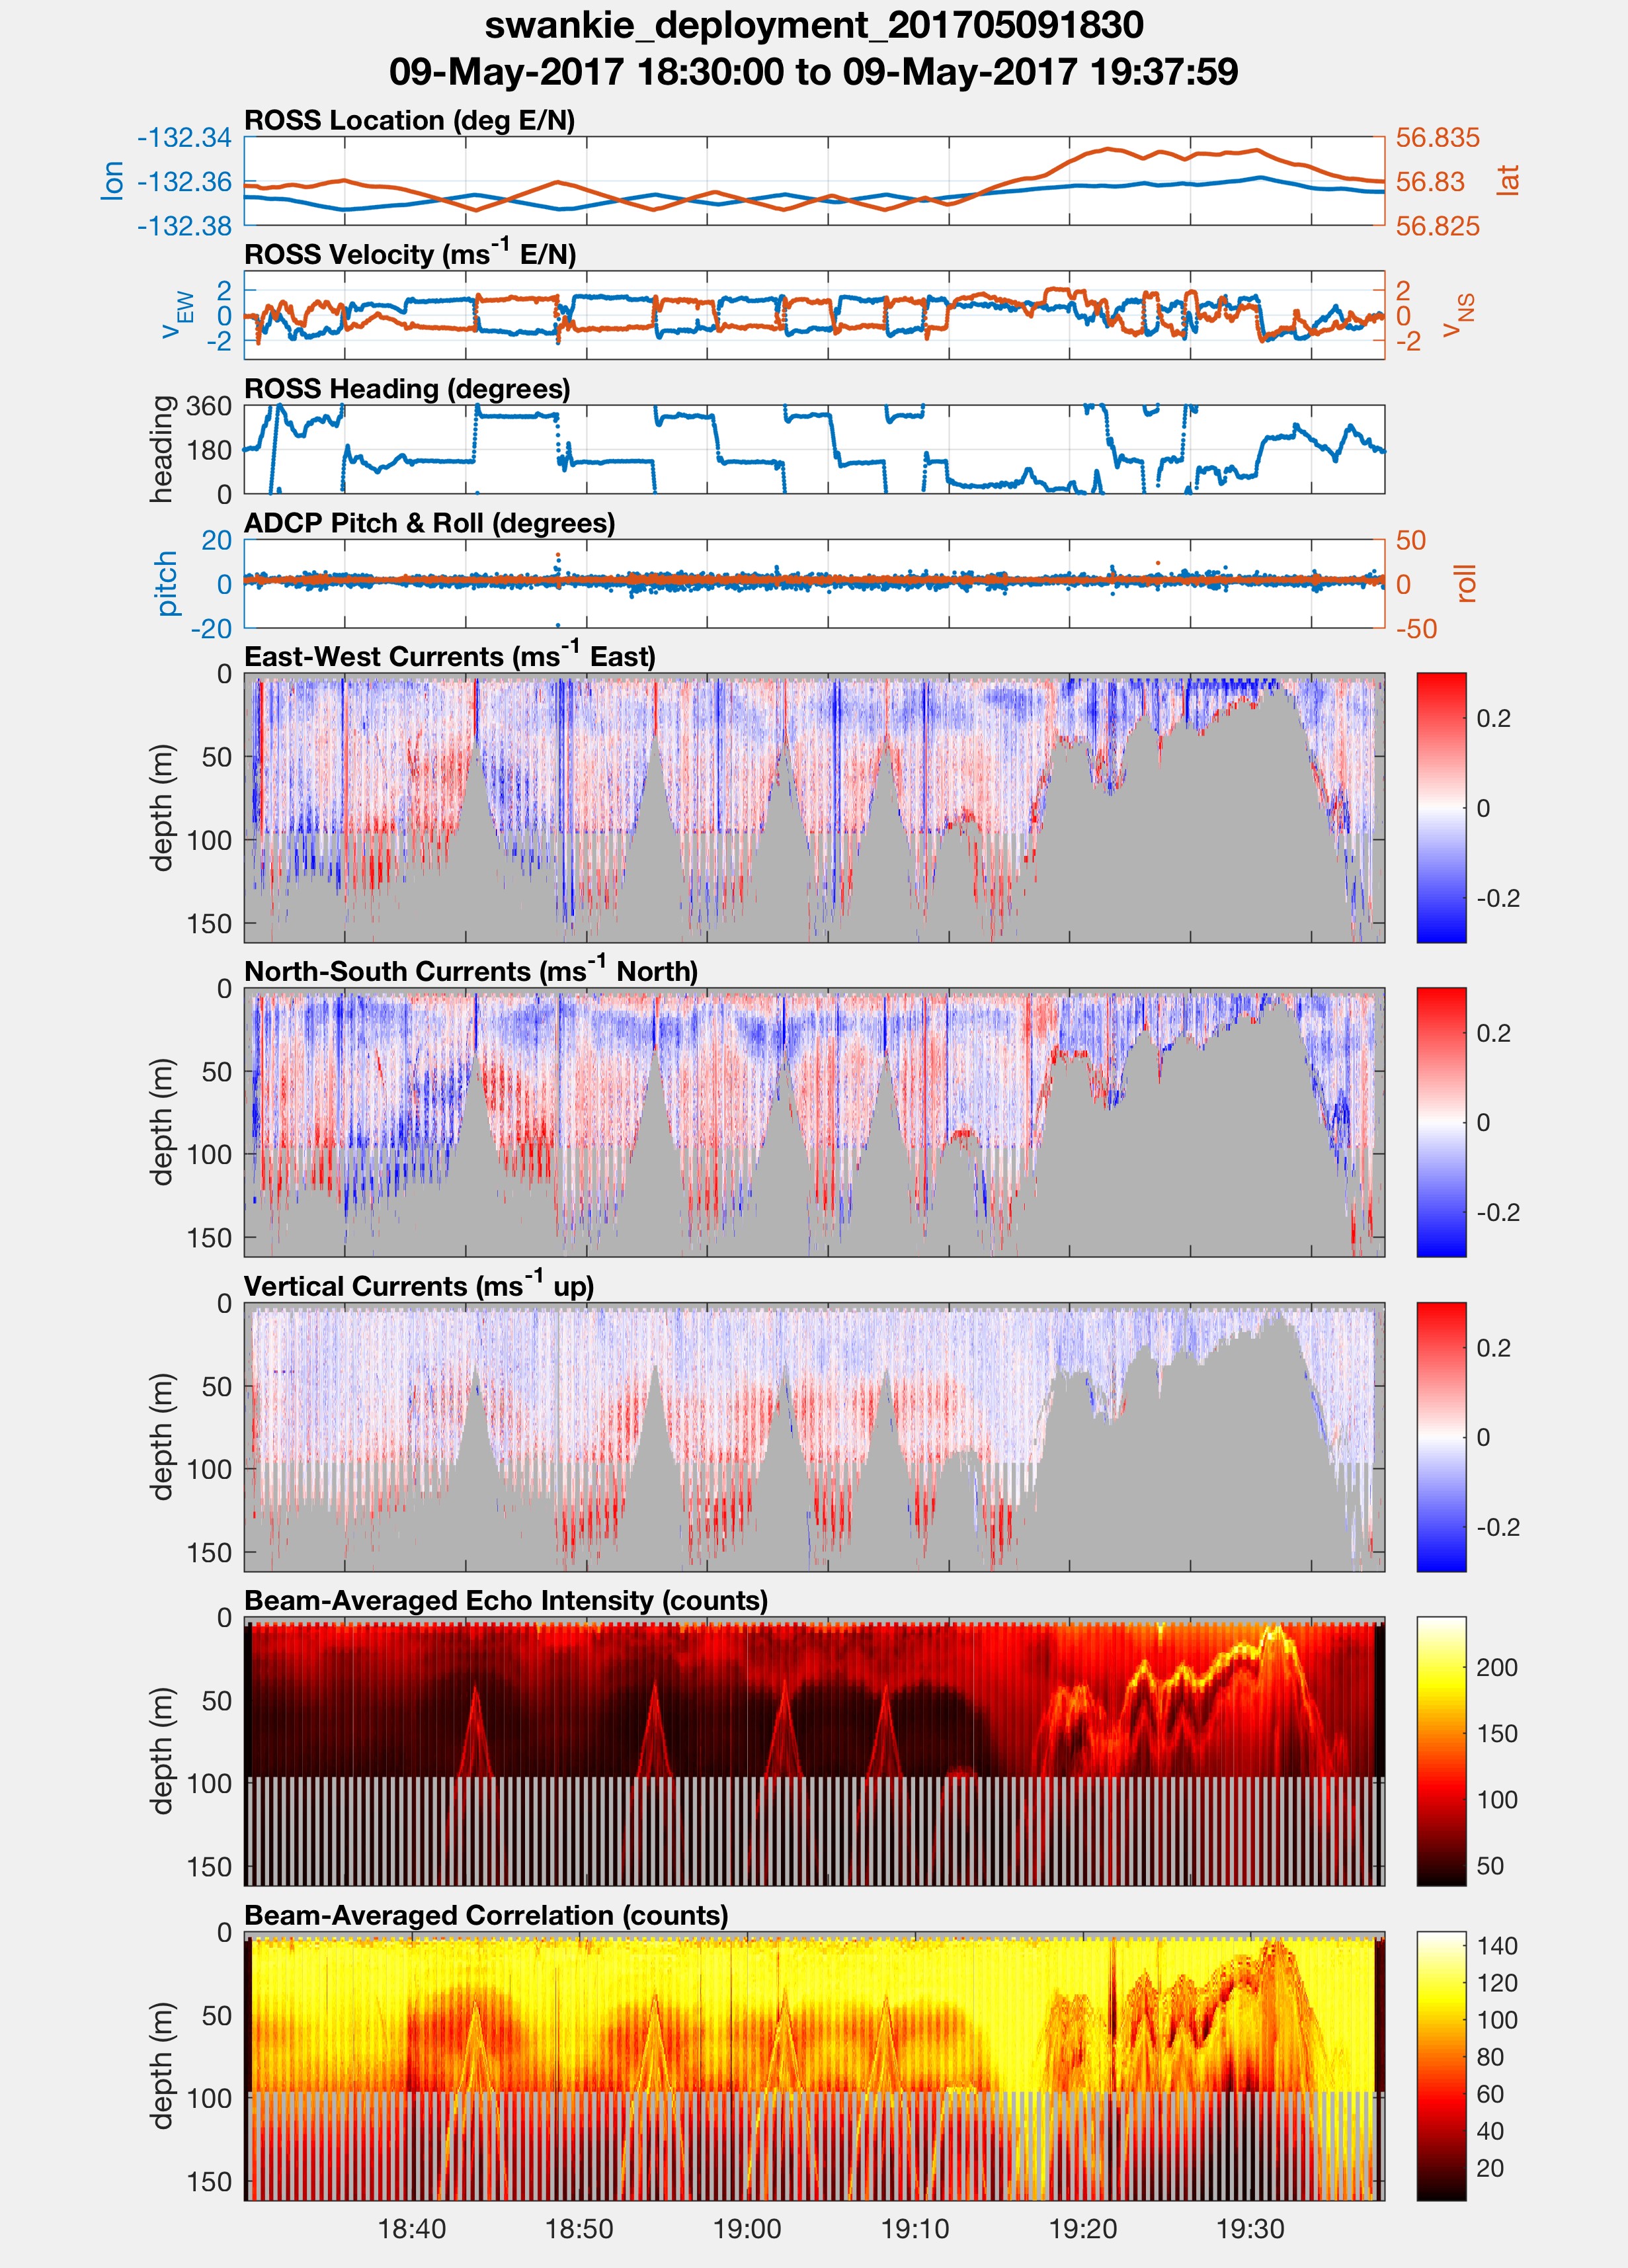 swankie_deployment_201705091830
09-May-2017 18:30:00 to 09-May-2017 19:37:59
ROSS Location (deg E/N)
-132.34
-132.36
-132.38
lon
56.835
56.83
56.825
lat
ROSS Velocity (ms-1 E/N)
2
0
-2
vEW
2
0
-2
vNS
ROSS Heading (degrees)
360
180
0
heading
ADCP Pitch & Roll (degrees)
20
0
-20
pitch
50
0
-50
roll
East-West Currents (ms-1 East)
0
50
100
150
depth (m)
0.2
0
-0.2
North-South Currents (ms-1 North)
0
50
100
150
depth (m)
0.2
0
-0.2
Vertical Currents (ms-1 up)
0
50
100
150
depth (m)
0.2
0
-0.2
Beam-Averaged Echo Intensity (counts)
0
50
100
150
depth (m)
200
150
100
50
Beam-Averaged Correlation (counts)
0
50
100
150
depth (m)
140
120
100
80
60
40
20
18:40 18:50 19:00 19:10 19:20 19:30